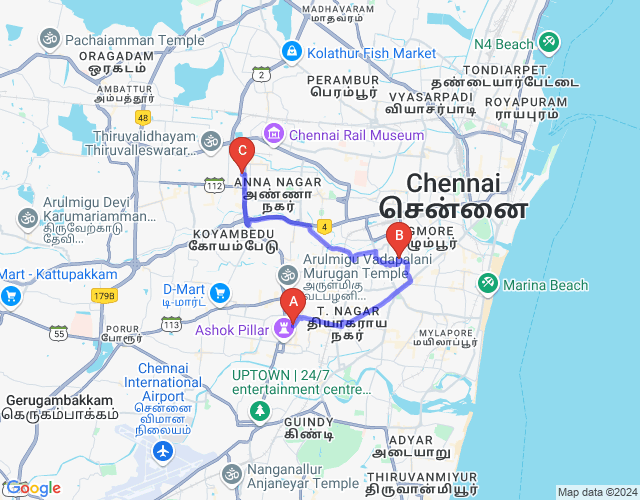 MADHAVARAM
மாதவரம்
Pachaiamman Temple
ORAGADAM
ஒரகடம்
Kolathur Fish Market
N4 Beach
TONDIARPET
தண்டையார்பேட்டை
2
PERAMBUR
பெரம்பூர்
AMBATTUR
அம்பத்தூர்
VYASARPADI
வியாசர்பாடி
ROYAPURAM
ராயபுரம்
48
Thiruvalidhayam
Thiruvalleswarar...
Chennai Rail Museum
C
112
ANNA NAGAR
அண்ணா
நகர்
Chennai
சென்னை
Arulmigu Devi
Karumariamman...
திருவேற்காடு
தேவி...
KOYAMBEDU
கோயம்பேடு
4
B
EGMORE
எழும்பூர்
Mart - Kattupakkam
179B
D-Mart
டி-மார்ட்
Arulmigu Vadapalani
Murugan Temple
அருள்மிகு
வடபழனி...
Marina Beach
A
T. NAGAR
தியாகராய
நகர்
55
PORUR
போரூர்
113
Ashok Pillar
MYLAPORE
மயிலாப்பூர்
Chennai
International
Airport
சென்னை
விமான
நிலையம்
UPTOWN | 24/7
entertainment centre...
Gerugambakkam
கெருகம்பாக்கம்
GUINDY
கிண்டி
ADYAR
அடையாறு
Nanganallur
Anjaneyar Temple
THIRUVANMIYUR
திருவான்மியூர்
Google
Map data ©2024